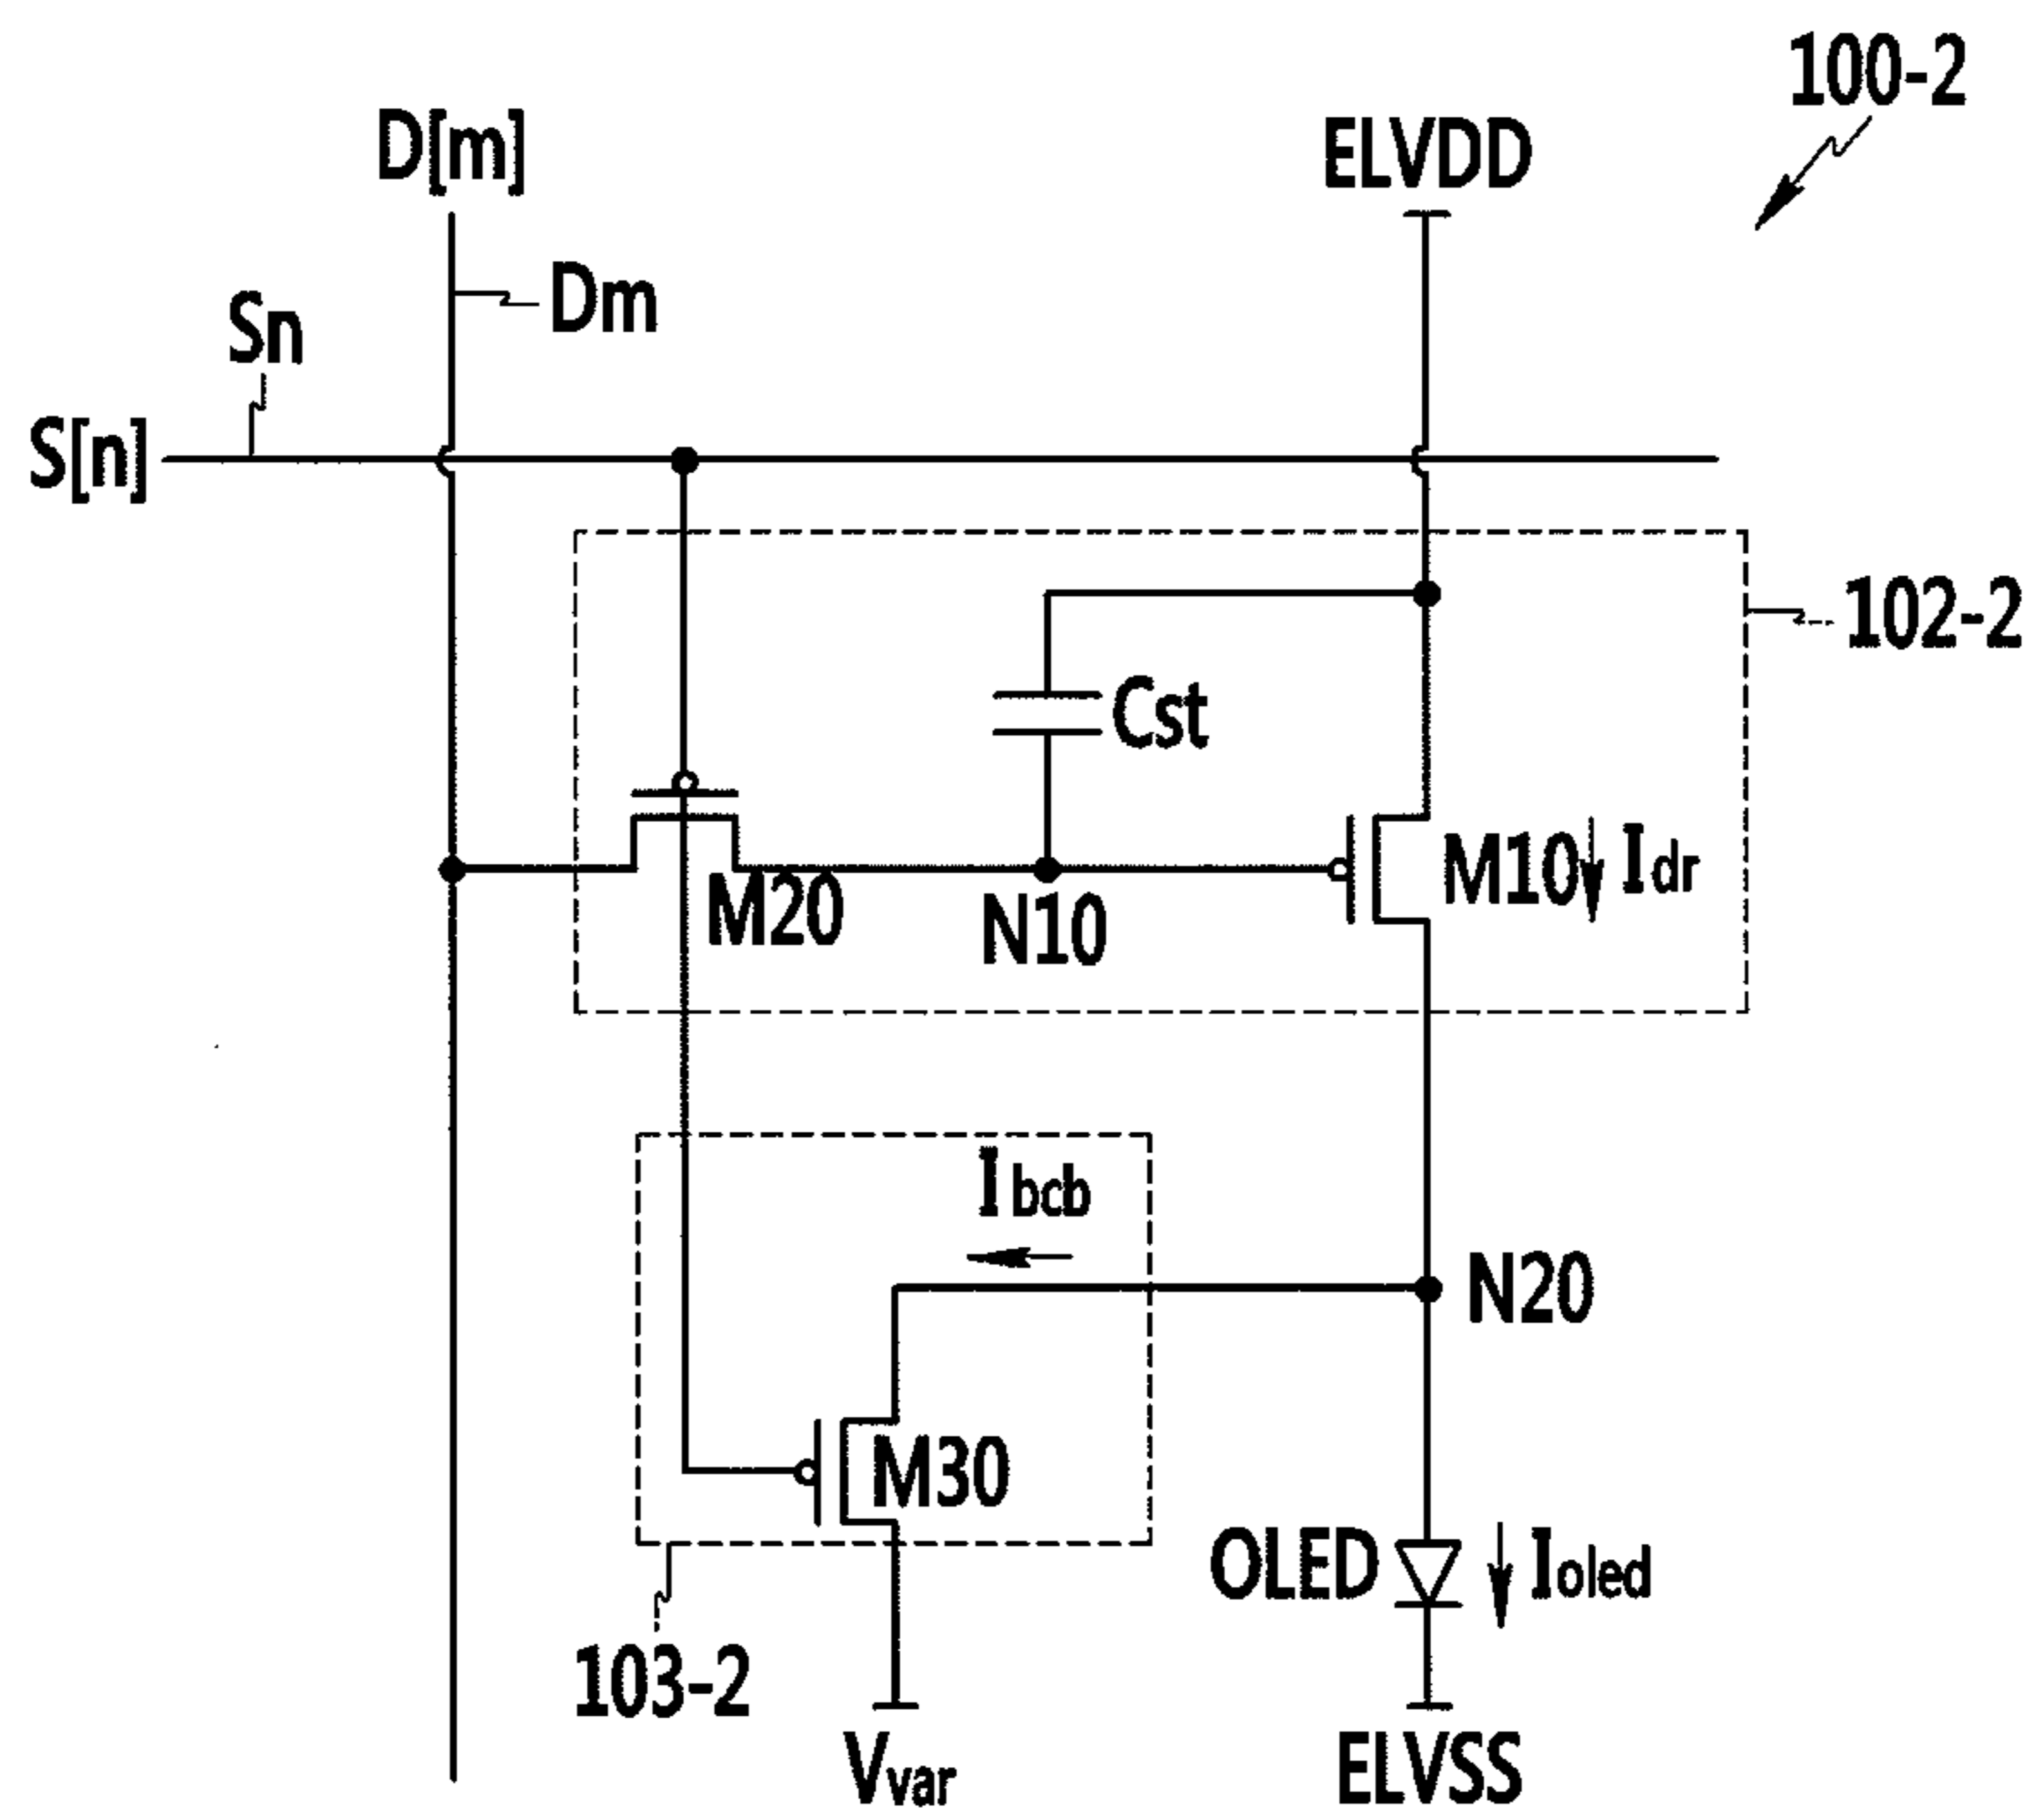 100-2
D[m]
ELVDD
Dm
Sn
S[n]
102-2
Cst
M10
Idr
M20
N10
Ibcb
N20
M30
OLED
Ioled
103-2
Vvar
ELVSS